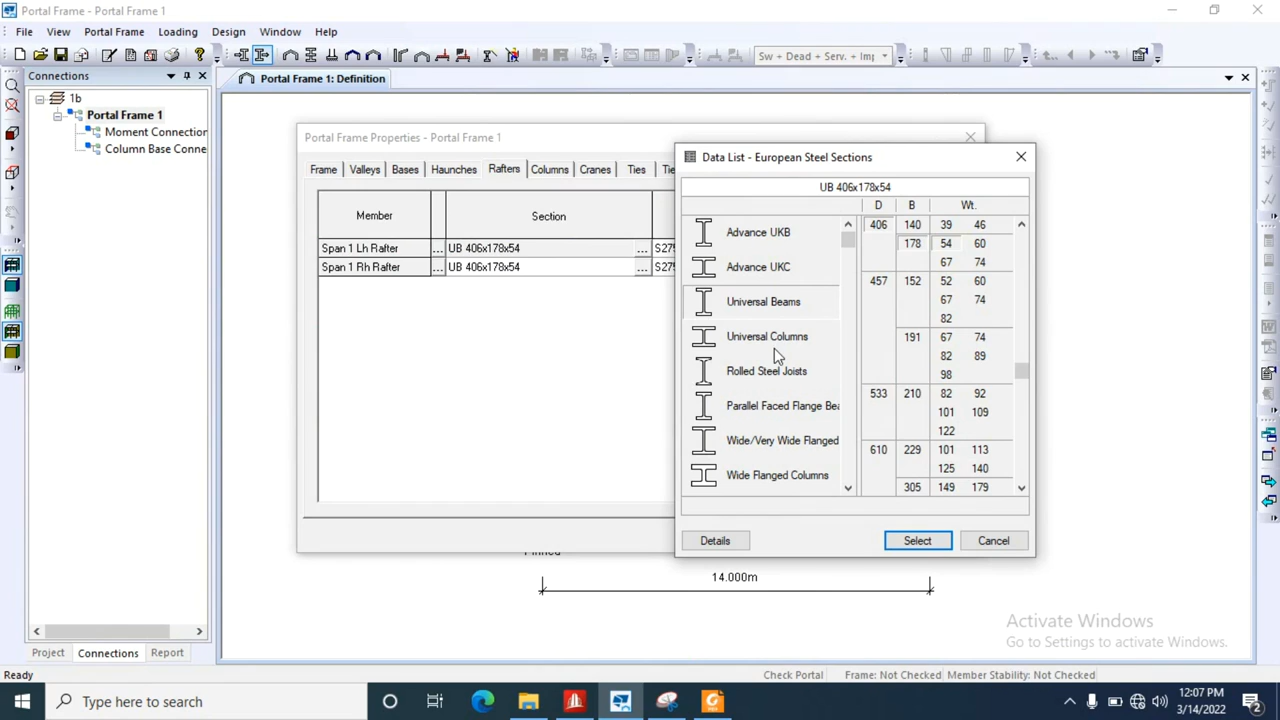 Portal Frame - Portal Frame 1
File View Portal Frame Loading Design Window Help
Sw + Dead + Serv. + Imp
Connections
Portal Frame 1: Definition
1b
Portal Frame 1
Moment Connection
Column Base Conne
Portal Frame Properties - Portal Frame 1
Frame Valleys Bases Haunches Rafters Columns Cranes Ties
Member Section
Span 1 Lh Rafter ... UB 406x178x54 ... S275
Span 1 Rh Rafter ... UB 406x178x54 ... S275
Data List - European Steel Sections
UB 406x178x54
D B Wt.
Advance UKB
Advance UKC
Universal Beams
Universal Columns
Rolled Steel Joists
Parallel Faced Flange Bea
Wide/Very Wide Flanged
Wide Flanged Columns
406 140 39 46
178 54 60
67 74
457 152 52 60
67 74
82
191 67 74
82 89
98
533 210 82 92
101 109
122
610 229 101 113
125 140
305 149 179
Details Select Cancel
Pinned
14.000m
Activate Windows
Go to Settings to activate Windows.
Project Connections Report
Ready Check Portal Frame: Not Checked Member Stability: Not Checked
Type here to search
12:07 PM
3/14/2022
2